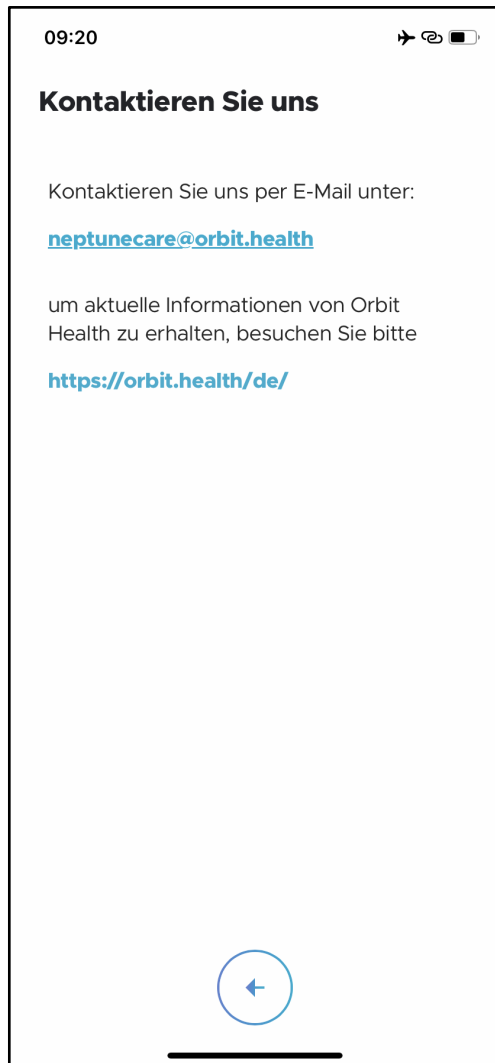 09:20
Kontaktieren Sie uns
Kontaktieren Sie uns per E-Mail unter:
neptunecare@orbit.health
um aktuelle Informationen von Orbit
Health zu erhalten, besuchen Sie bitte
https://orbit.health/de/